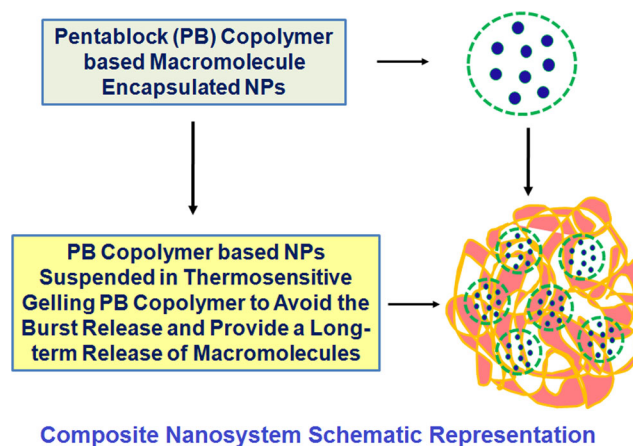 Pentablock (PB) Copolymer
based Macromolecule
Encapsulated NPs
PB Copolymer based NPs
Suspended in Thermosensitive
Gelling PB Copolymer to Avoid the
Burst Release and Provide a Long-
term Release of Macromolecules
Composite Nanosystem Schematic Representation